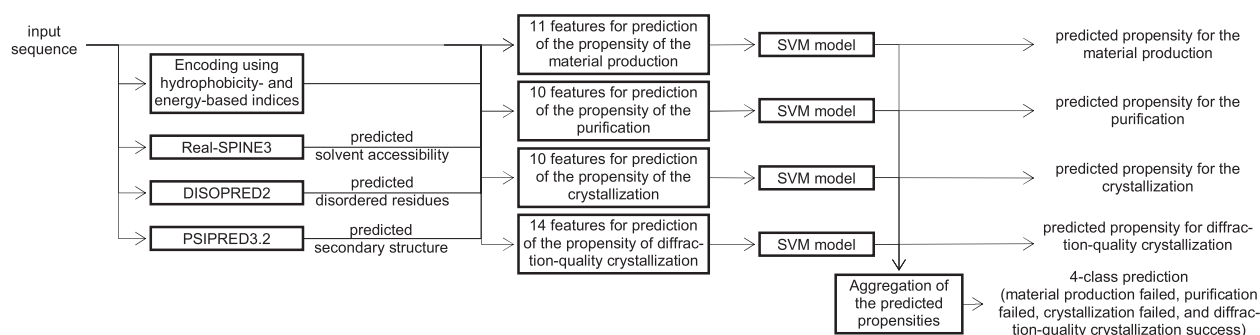 input
sequence
Encoding using
hydrophobicity- and
energy-based indices
Real-SPINE3
predicted
solvent accessibility
DISOPRED2
predicted
disordered residues
PSIPRED3.2
predicted
secondary structure
11 features for prediction
of the propensity of the
material production
SVM model
predicted propensity for the
material production
10 features for prediction
of the propensity of the
purification
SVM model
predicted propensity for the
purification
10 features for prediction
of the propensity of the
crystallization
SVM model
predicted propensity for the
crystallization
14 features for prediction
of the propensity of diffrac-
tion-quality crystallization
SVM model
predicted propensity for diffrac-
tion-quality crystallization
Aggregation of
the predicted
propensities
4-class prediction
(material production failed, purification
failed, crystallization failed, and diffrac-
tion-quality crystallization success)